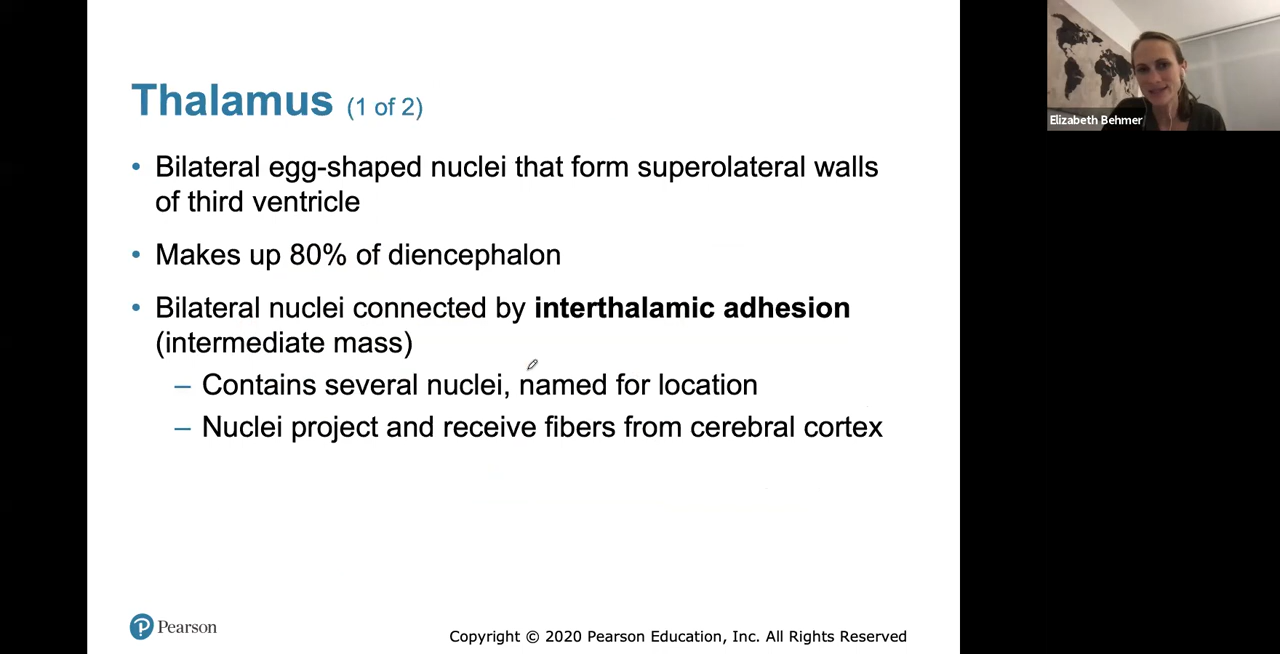 Thalamus (1 of 2)
• Bilateral egg-shaped nuclei that form superolateral walls
of third ventricle
• Makes up 80% of diencephalon
• Bilateral nuclei connected by interthalamic adhesion
(intermediate mass)
– Contains several nuclei, named for location
– Nuclei project and receive fibers from cerebral cortex
Pearson
Copyright © 2020 Pearson Education, Inc. All Rights Reserved
Elizabeth Behmer